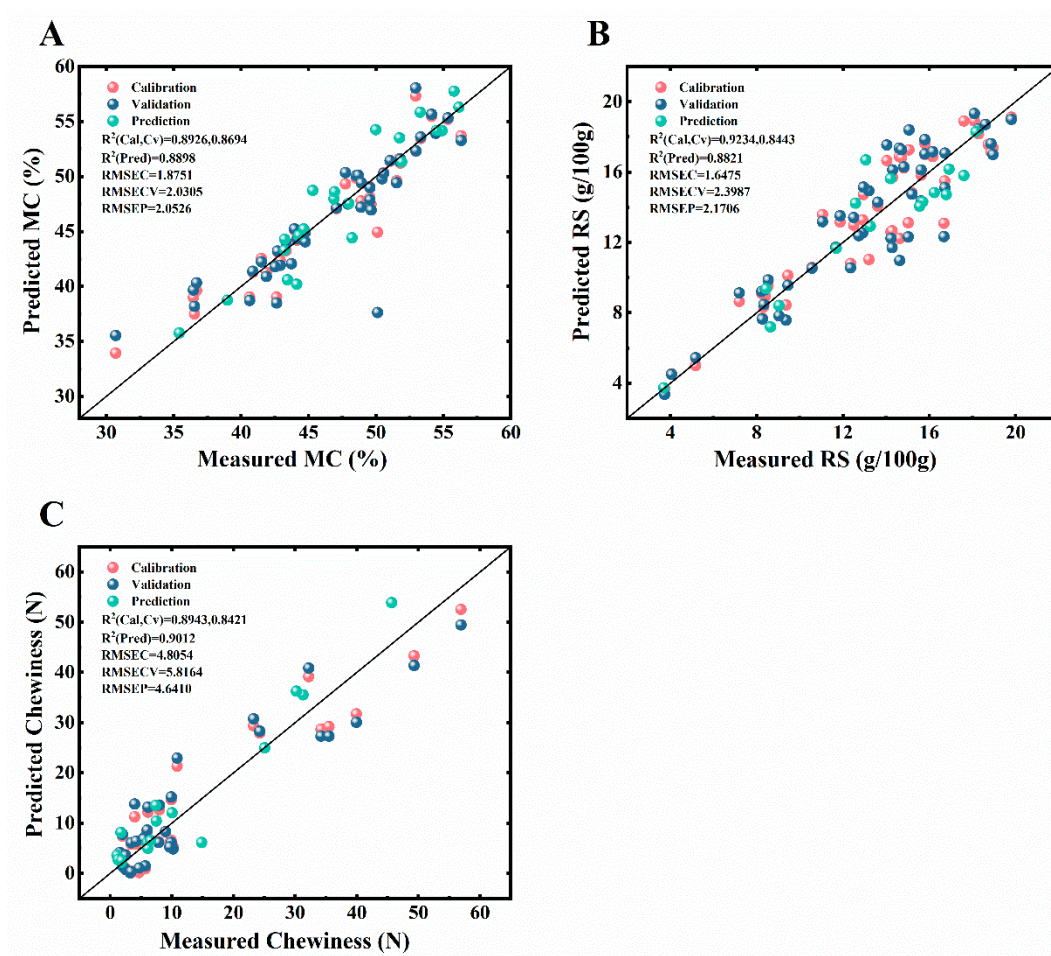 A
60
55
50
45
40
35
30
Predicted MC (%)
Calibration
Validation
Prediction
R²(Cal,Cv)=0.8926,0.8694
R²(Pred)=0.8898
RMSEC=1.8751
RMSECV=2.0305
RMSEP=2.0526
30 35 40 45 50 55 60
Measured MC (%)
B
20
16
12
8
4
Predicted RS (g/100g)
Calibration
Validation
Prediction
R²(Cal,Cv)=0.9234,0.8443
R²(Pred)=0.8821
RMSEC=1.6475
RMSECV=2.3987
RMSEP=2.1706
4 8 12 16 20
Measured RS (g/100g)
C
60
50
40
30
20
10
0
Predicted Chewiness (N)
Calibration
Validation
Prediction
R²(Cal,Cv)=0.8943,0.8421
R²(Pred)=0.9012
RMSEC=4.8054
RMSECV=5.8164
RMSEP=4.6410
0 10 20 30 40 50 60
Measured Chewiness (N)